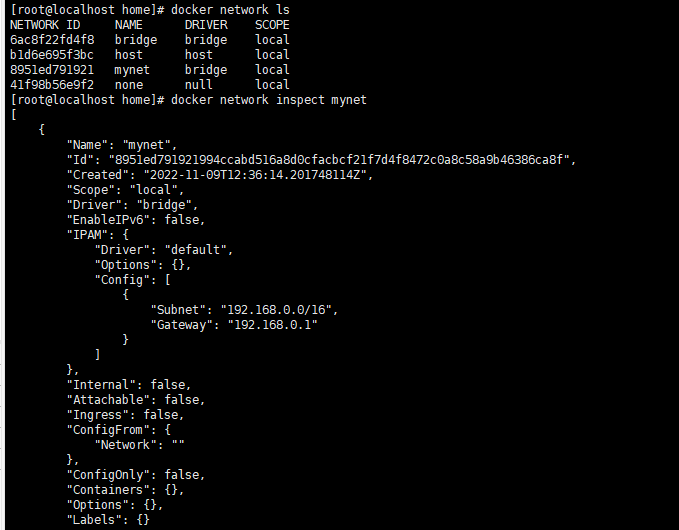 [root@localhost home]# docker network ls
NETWORK ID     NAME      DRIVER    SCOPE
6ac8f22fd4f8   bridge    bridge    local
b1d6e695f3bc   host      host      local
8951ed791921   mynet     bridge    local
41f98b56e9f2   none      null      local
[root@localhost home]# docker network inspect mynet
[
    {
        "Name": "mynet",
        "Id": "8951ed791921994ccabd516a8d0cfacbcf21f7d4f8472c0a8c58a9b46386ca8f",
        "Created": "2022-11-09T12:36:14.201748114Z",
        "Scope": "local",
        "Driver": "bridge",
        "EnableIPv6": false,
        "IPAM": {
            "Driver": "default",
            "Options": {},
            "Config": [
                {
                    "Subnet": "192.168.0.0/16",
                    "Gateway": "192.168.0.1"
                }
            ]
        },
        "Internal": false,
        "Attachable": false,
        "Ingress": false,
        "ConfigFrom": {
            "Network": ""
        },
        "ConfigOnly": false,
        "Containers": {},
        "Options": {},
        "Labels": {}